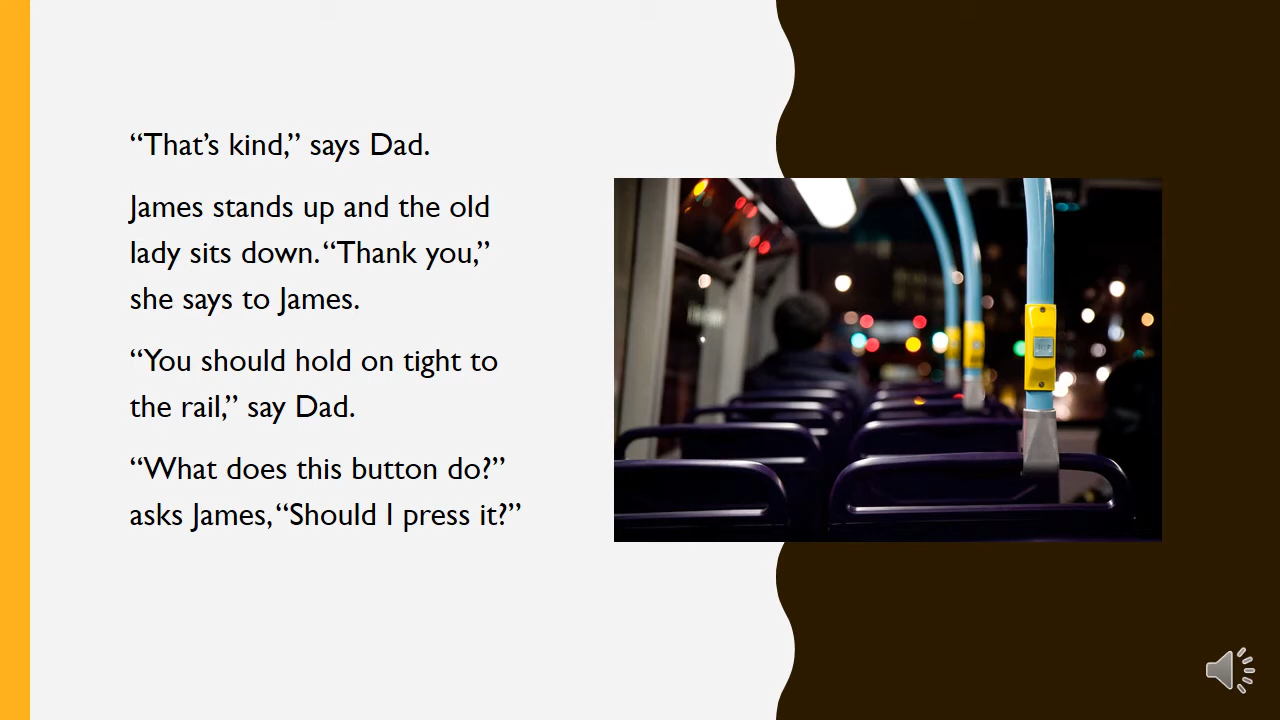 “That’s kind,” says Dad.
James stands up and the old
lady sits down. “Thank you,”
she says to James.
“You should hold on tight to
the rail,” say Dad.
“What does this button do?”
asks James, “Should I press it?”